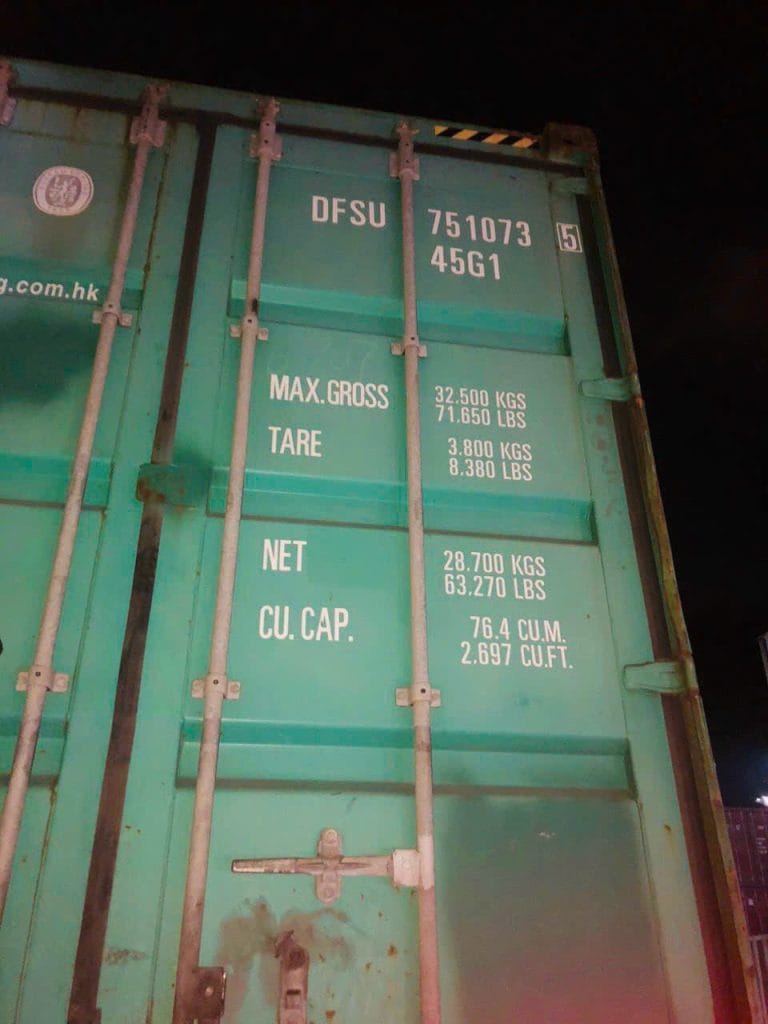 g.com.hk
DFSU 751073 5
45G1
MAX.GROSS 32.500 KGS
71.650 LBS
TARE 3.800 KGS
8.380 LBS
NET 28.700 KGS
63.270 LBS
CU. CAP. 76.4 CU.M.
2.697 CU.FT.